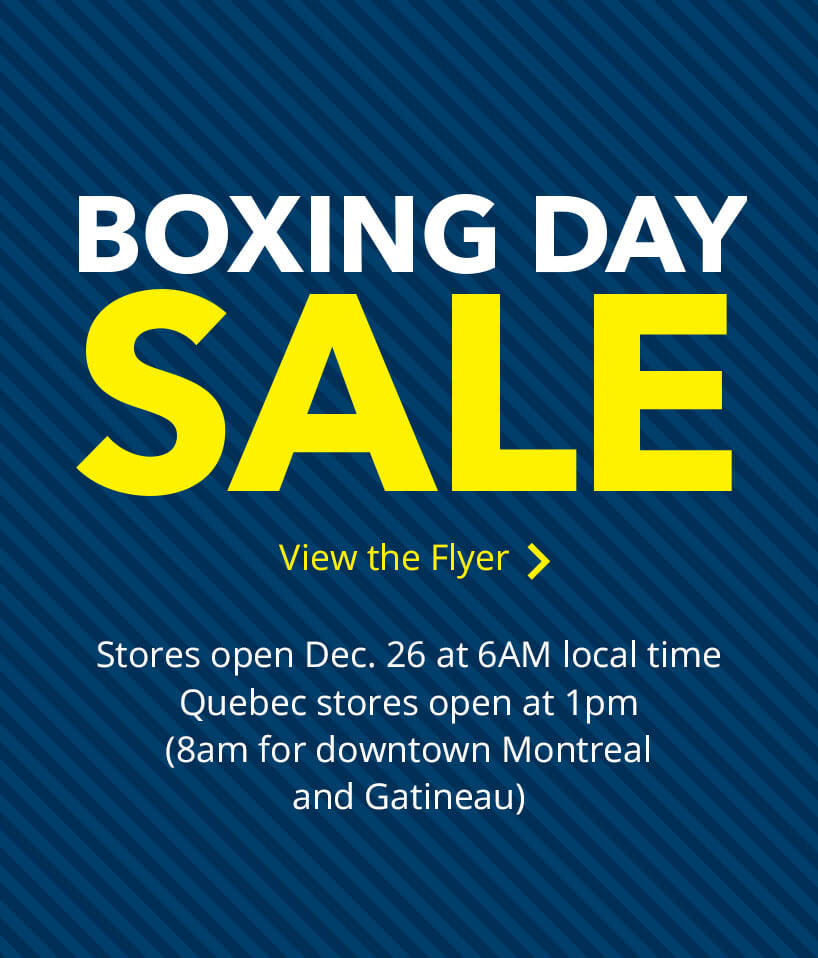 BOXING DAY
SALE
View the Flyer
Stores open Dec. 26 at 6AM local time
Quebec stores open at 1pm
(8am for downtown Montreal
and Gatineau)